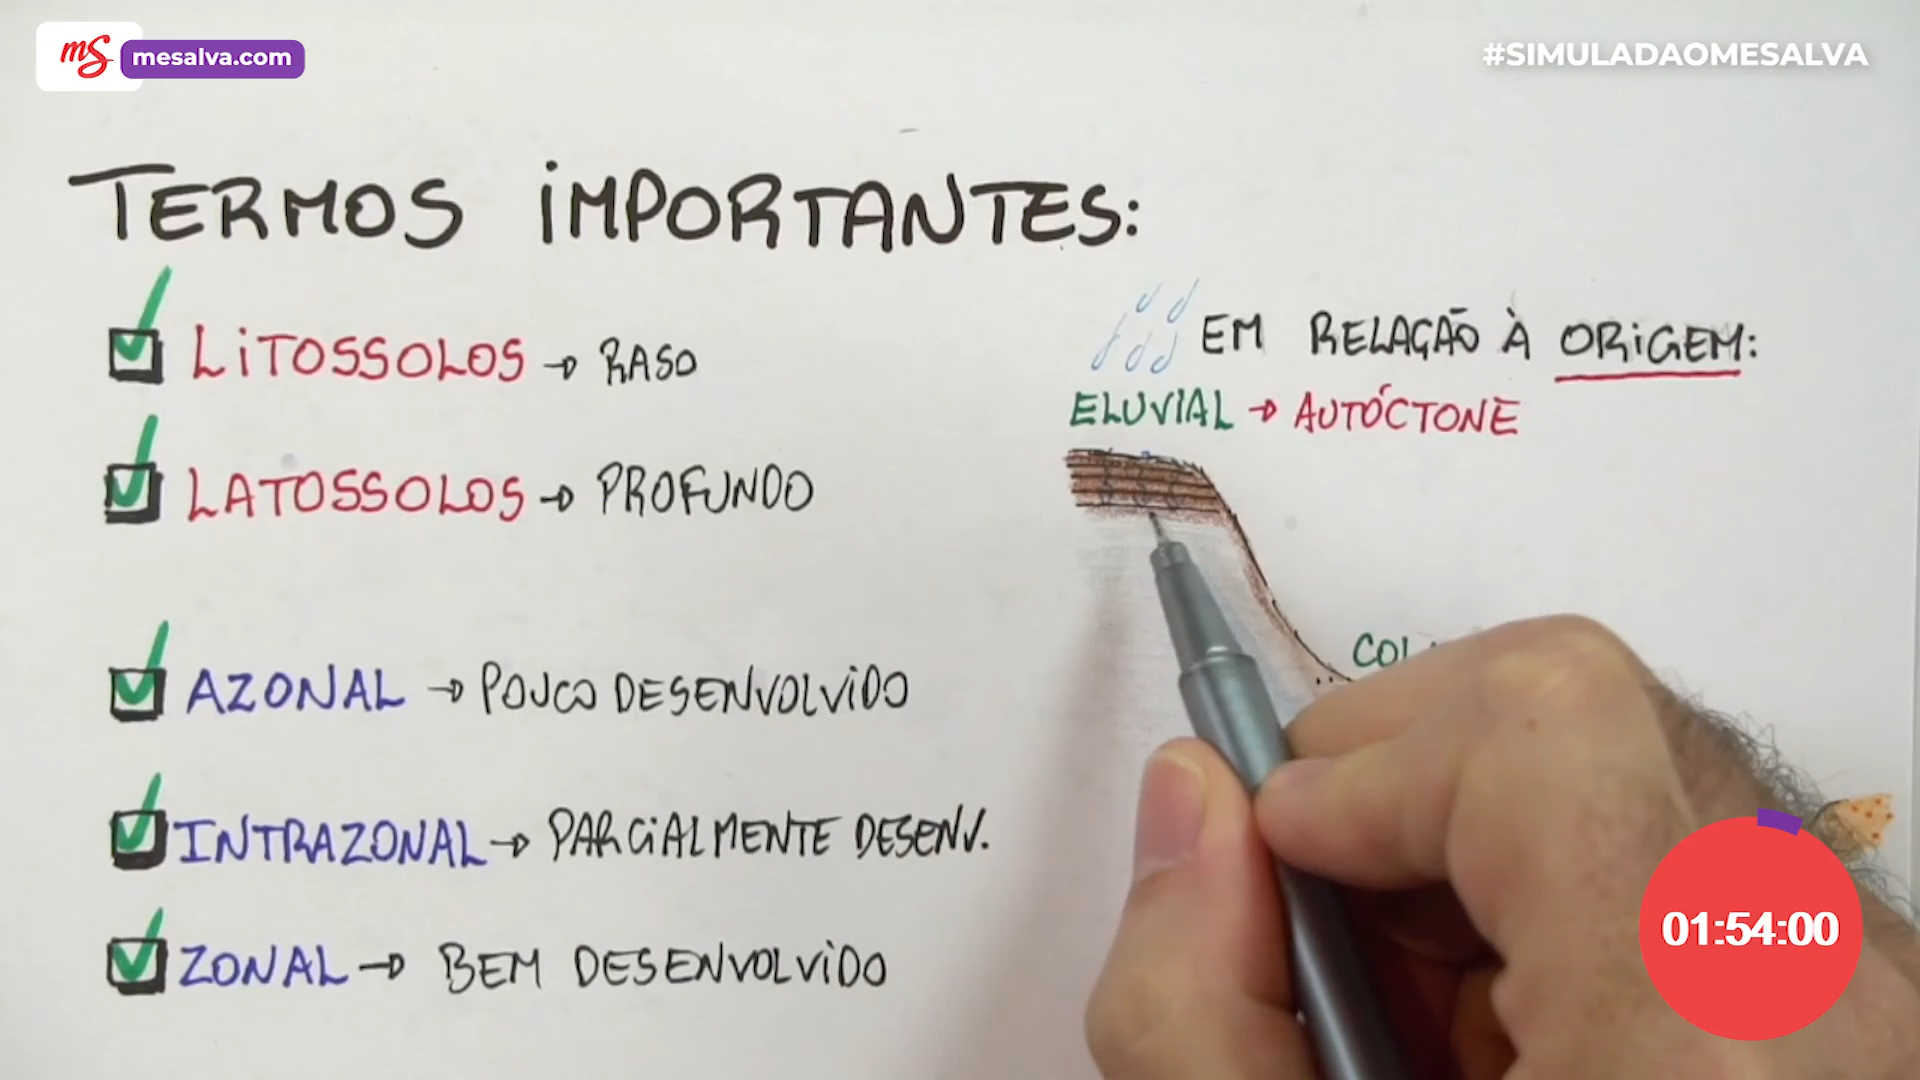 mS mesalva.com
#SIMULADAOMESALVA
TERMOS IMPORTANTES:
LITOSSOLOS → RASO
LATOSSOLOS → PROFUNDO
AZONAL → POUCO DESENVOLVIDO
INTRAZONAL → PARCIALMENTE DESENV.
ZONAL → BEM DESENVOLVIDO
EM RELAÇÃO À ORIGEM:
ELUVIAL → AUTÓCTONE
01:54:00